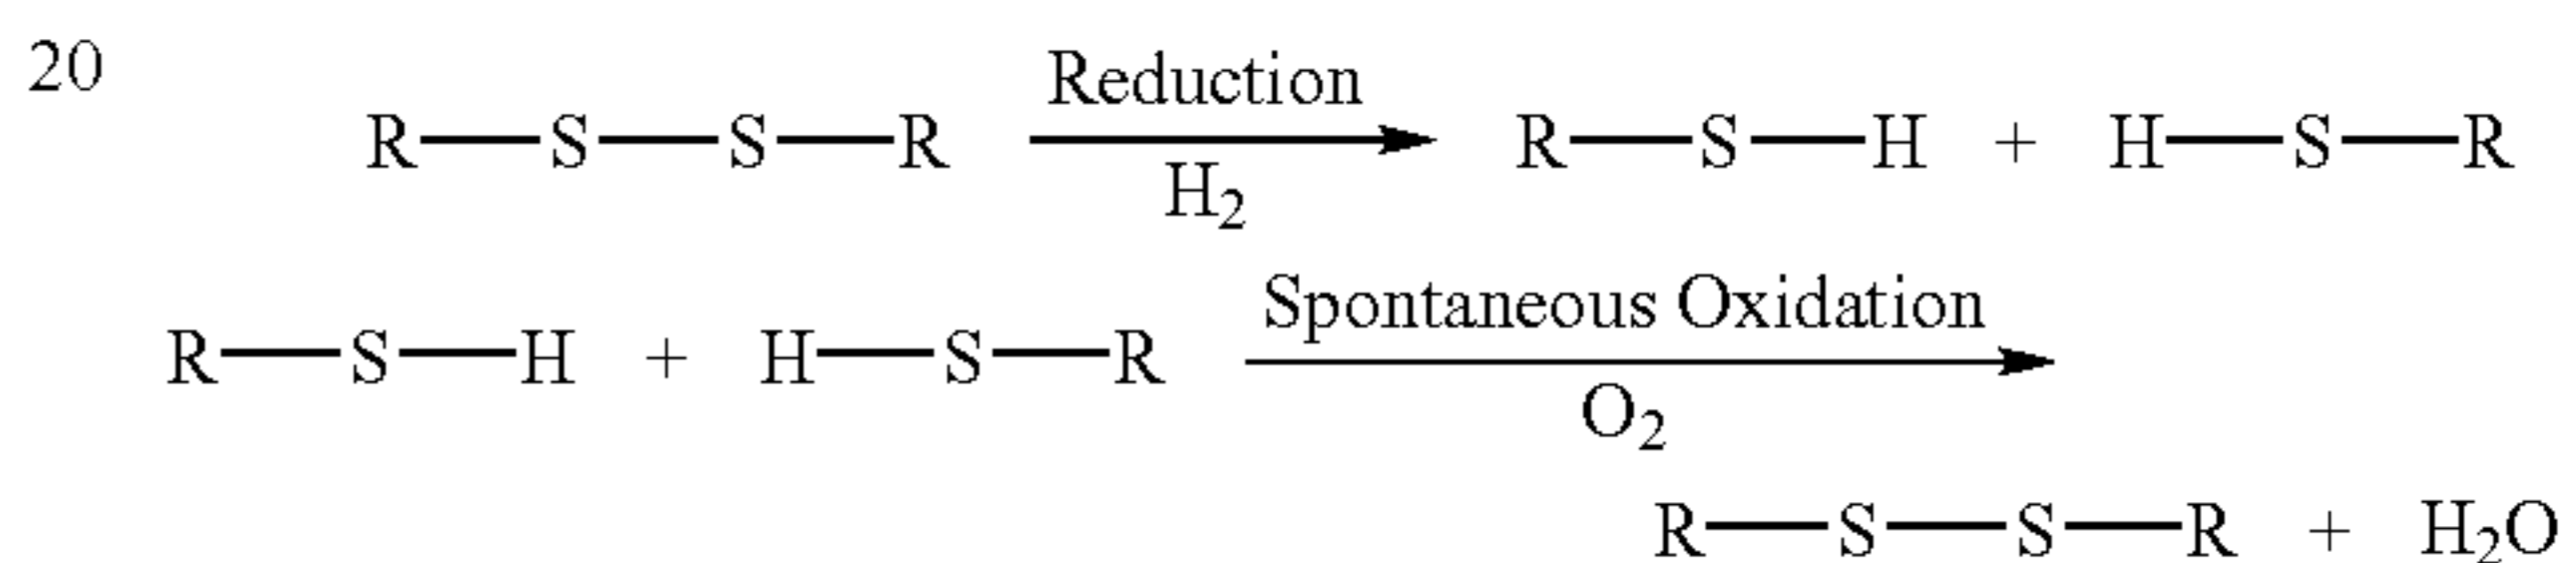 20
Reduction
R—S—S—R → R—S—H + H—S—R
H₂
Spontaneous Oxidation
R—S—H + H—S—R →
O₂
R—S—S—R + H₂O